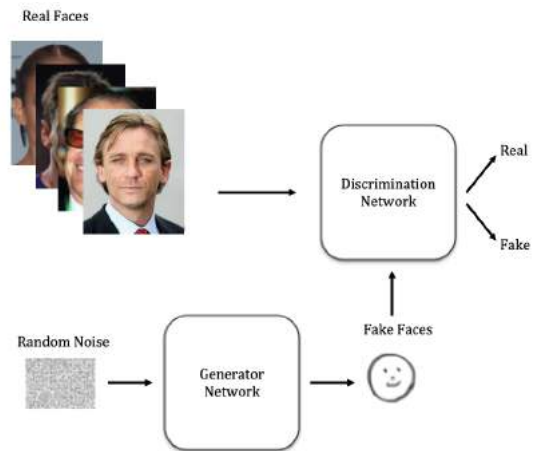 Real Faces
Discrimination
Network
Real
Fake
Fake Faces
Random Noise
Generator
Network